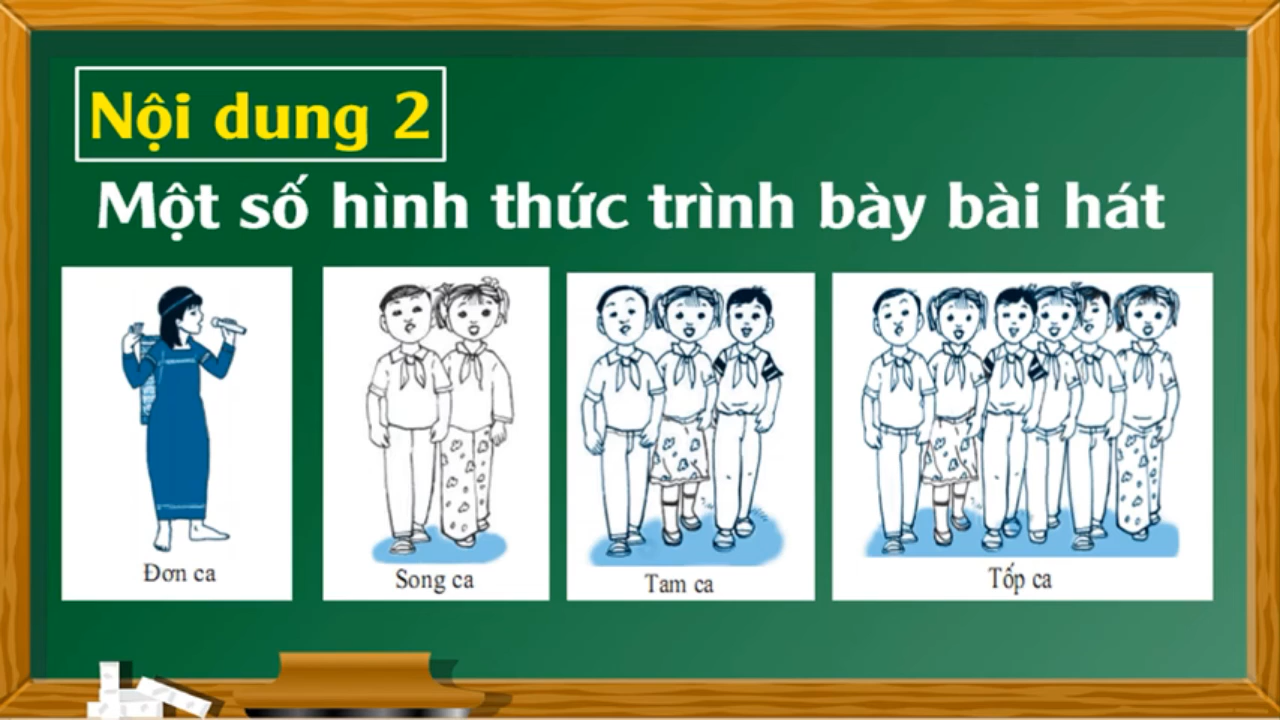 Nội dung 2
Một số hình thức trình bày bài hát
Đơn ca
Song ca
Tam ca
Tốp ca